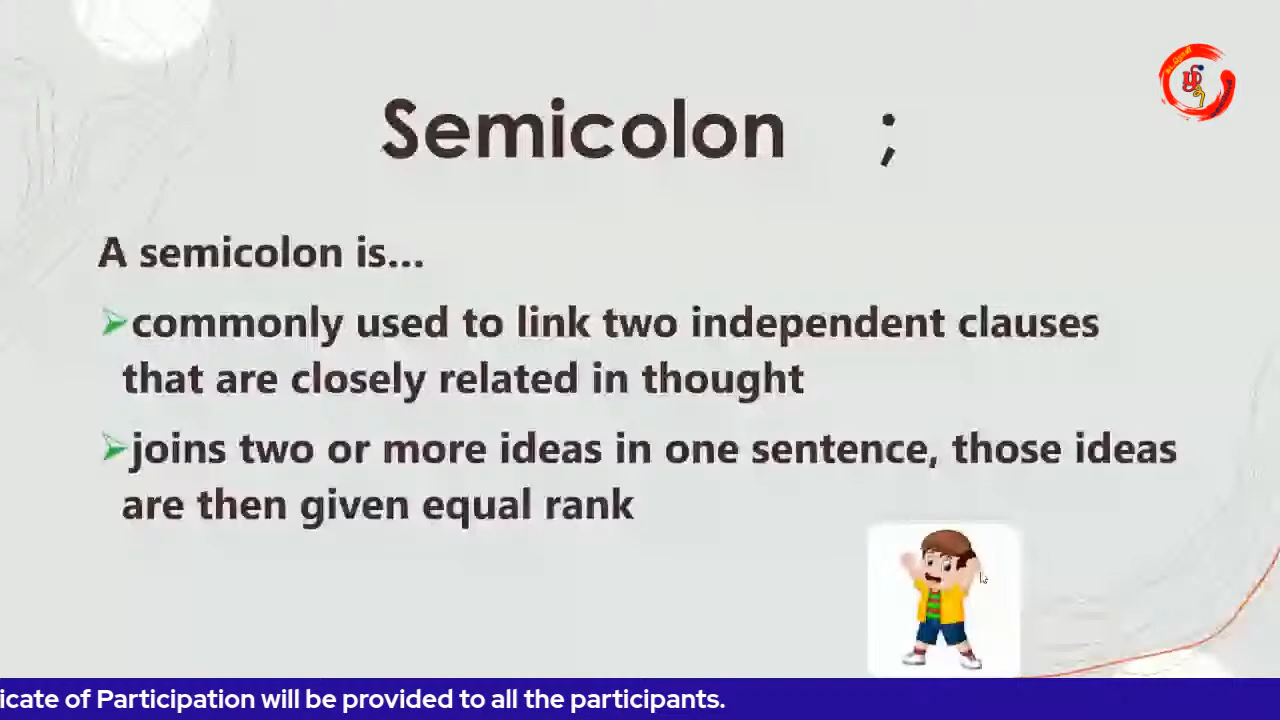 Semicolon ;
A semicolon is...
➢commonly used to link two independent clauses
that are closely related in thought
➢joins two or more ideas in one sentence, those ideas
are then given equal rank
icate of Participation will be provided to all the participants.